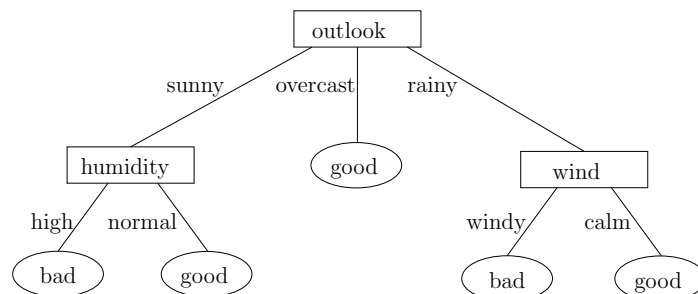 outlook
sunny overcast rainy
humidity good wind
high normal windy calm
bad good bad good